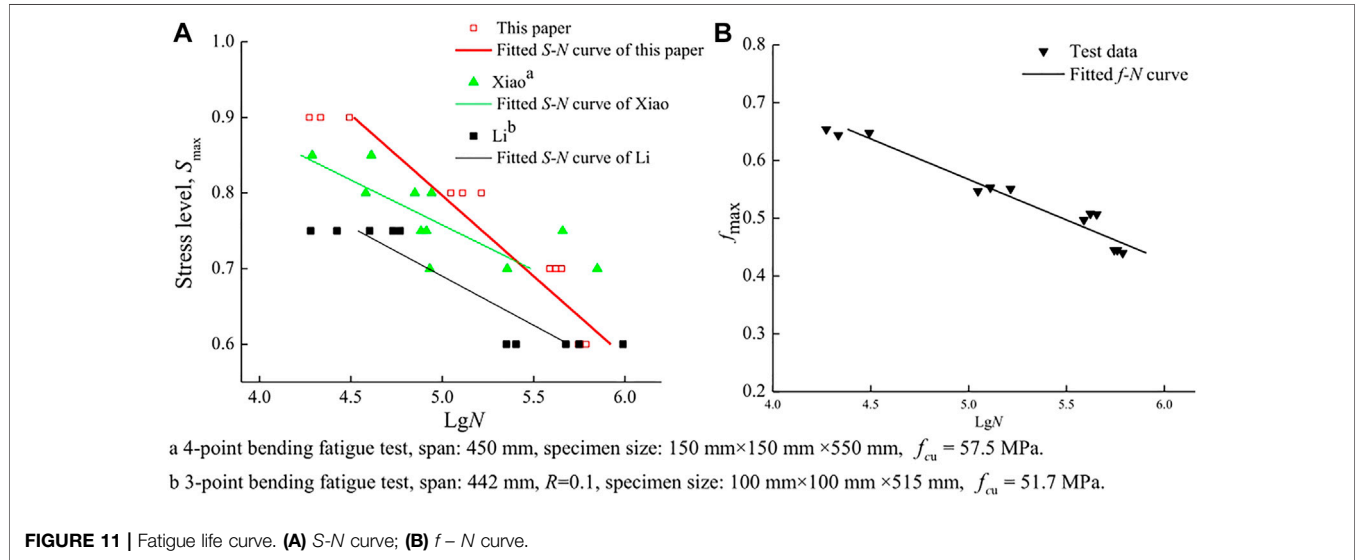 A
1.0
0.9
0.8
0.7
0.6
Stress level, Smax
4.0
4.5
5.0
5.5
6.0
LgN
This paper
Fitted S-N curve of this paper
Xiaoa
Fitted S-N curve of Xiao
Lib
Fitted S-N curve of Li
B
0.8
0.7
0.6
0.5
0.4
0.3
0.2
fmax
4.0
4.5
5.0
5.5
6.0
LgN
Test data
Fitted f-N curve
a 4-point bending fatigue test, span: 450 mm, specimen size: 150 mm×150 mm ×550 mm, fcu = 57.5 MPa.
b 3-point bending fatigue test, span: 442 mm, R=0.1, specimen size: 100 mm×100 mm ×515 mm, fcu = 51.7 MPa.
FIGURE 11 | Fatigue life curve. (A) S-N curve; (B) f – N curve.